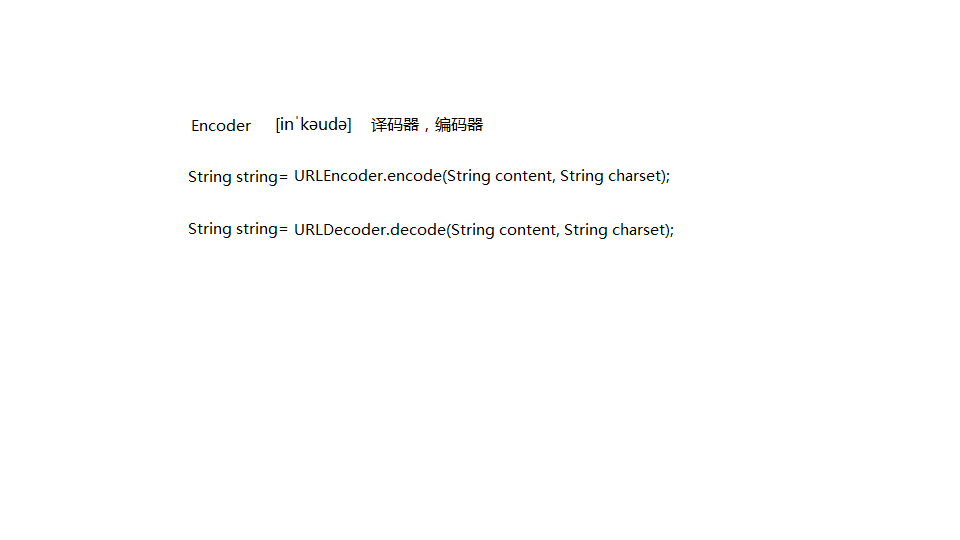 Encoder [inˈkəudə] 译码器，编码器
String string= URLEncoder.encode(String content, String charset);
String string= URLDecoder.decode(String content, String charset);